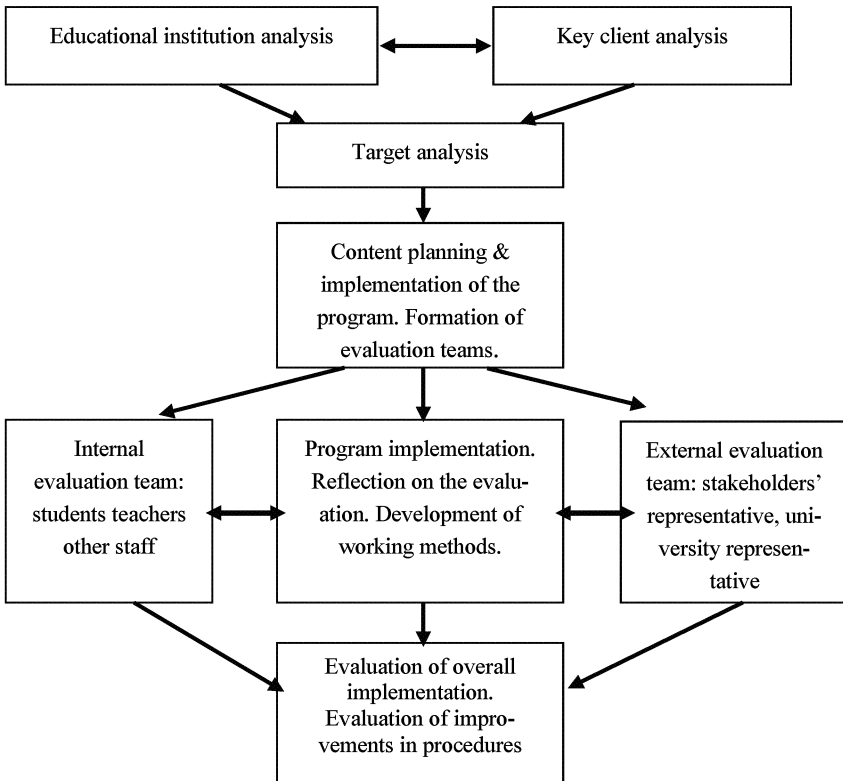 Educational institution analysis
Key client analysis
Target analysis
Content planning &
implementation of the
program. Formation of
evaluation teams.
Internal
evaluation team:
students teachers
other staff
Program implementation.
Reflection on the evalu-
ation. Development of
working methods.
External evaluation
team: stakeholders’
representative, uni-
versity represen-
tative
Evaluation of overall
implementation.
Evaluation of impro-
vements in procedures